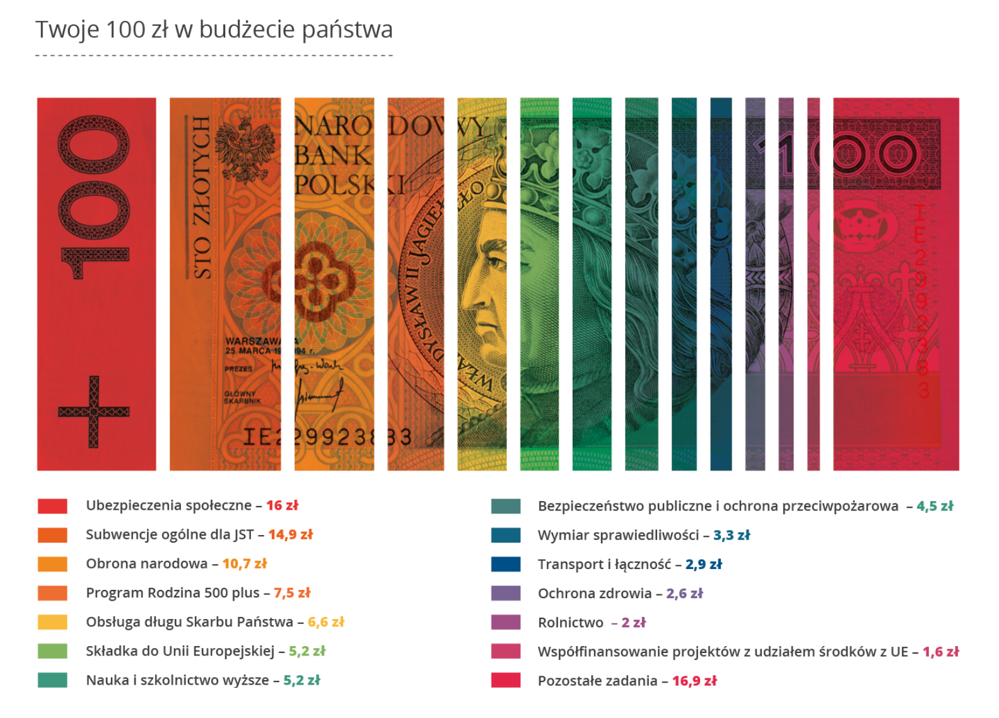 Twoje 100 zł w budżecie państwa
100
STO ZŁOTYCH
NARODOWY
BANK
POLSKI
WŁADYSŁAW II JAGIEŁŁO
100
WARSZAWA
25 MARCA 1994 r.
PREZES
GŁÓWNY
SKARBNIK
IE2992383
Ubezpieczenia społeczne – 16 zł
Subwencje ogólne dla JST – 14,9 zł
Obrona narodowa – 10,7 zł
Program Rodzina 500 plus – 7,5 zł
Obsługa długu Skarbu Państwa – 6,6 zł
Składka do Unii Europejskiej – 5,2 zł
Nauka i szkolnictwo wyższe – 5,2 zł
Bezpieczeństwo publiczne i ochrona przeciwpożarowa – 4,5 zł
Wymiar sprawiedliwości – 3,3 zł
Transport i łączność – 2,9 zł
Ochrona zdrowia – 2,6 zł
Rolnictwo – 2 zł
Współfinansowanie projektów z udziałem środków z UE – 1,6 zł
Pozostałe zadania – 16,9 zł